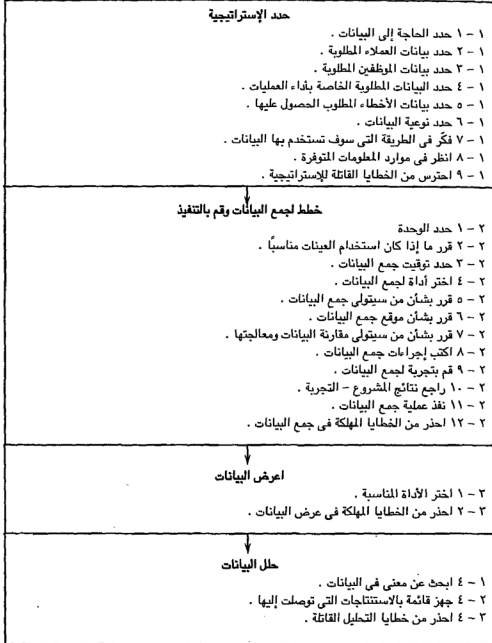 حدد الإستراتيجية
١ – ١ حدد الحاجة إلى البيانات .
١ – ٢ حدد بيانات العملاء المطلوبة .
١ – ٣ حدد بيانات الموظفين المطلوبة .
١ – ٤ حدد البيانات المطلوبة الخاصة بأداء العمليات .
١ – ٥ حدد بيانات الأخطاء المطلوب الحصول عليها .
١ – ٦ حدد نوعية البيانات .
١ – ٧ فكّر فى الطريقة التى سوف تستخدم بها البيانات .
١ – ٨ انظر فى موارد المعلومات المتوفرة .
١ – ٩ احترس من الخطايا القاتلة للإستراتيجية .
خطط لجمع البيانات وقم بالتنفيذ
٢ – ١ حدد الوحدة
٢ – ٢ قرر ما إذا كان استخدام العينات مناسبًا .
٢ – ٣ حدد توقيت جمع البيانات .
٢ – ٤ اختر أداة لجمع البيانات .
٢ – ٥ قرر بشأن من سيتولى جمع البيانات .
٢ – ٦ قرر بشأن موقع جمع البيانات .
٢ – ٧ قرر بشأن من سيتولى مقارنة البيانات ومعالجتها .
٢ – ٨ اكتب إجراءات جمع البيانات .
٢ – ٩ قم بتجربة لجمع البيانات .
٢ – ١٠ راجع نتائج المشروع – التجربة .
٢ – ١١ نفذ عملية جمع البيانات .
٢ – ١٢ احذر من الخطايا المهلكة فى جمع البيانات .
اعرض البيانات
٣ – ١ اختر الأداة المناسبة .
٣ – ٢ احذر من الخطايا المهلكة فى عرض البيانات .
حلل البيانات
٤ – ١ ابحث عن معنى فى البيانات .
٤ – ٢ جهز قائمة بالاستنتاجات التى توصلت إليها .
٤ – ٣ احذر من خطايا التحليل القاتلة .